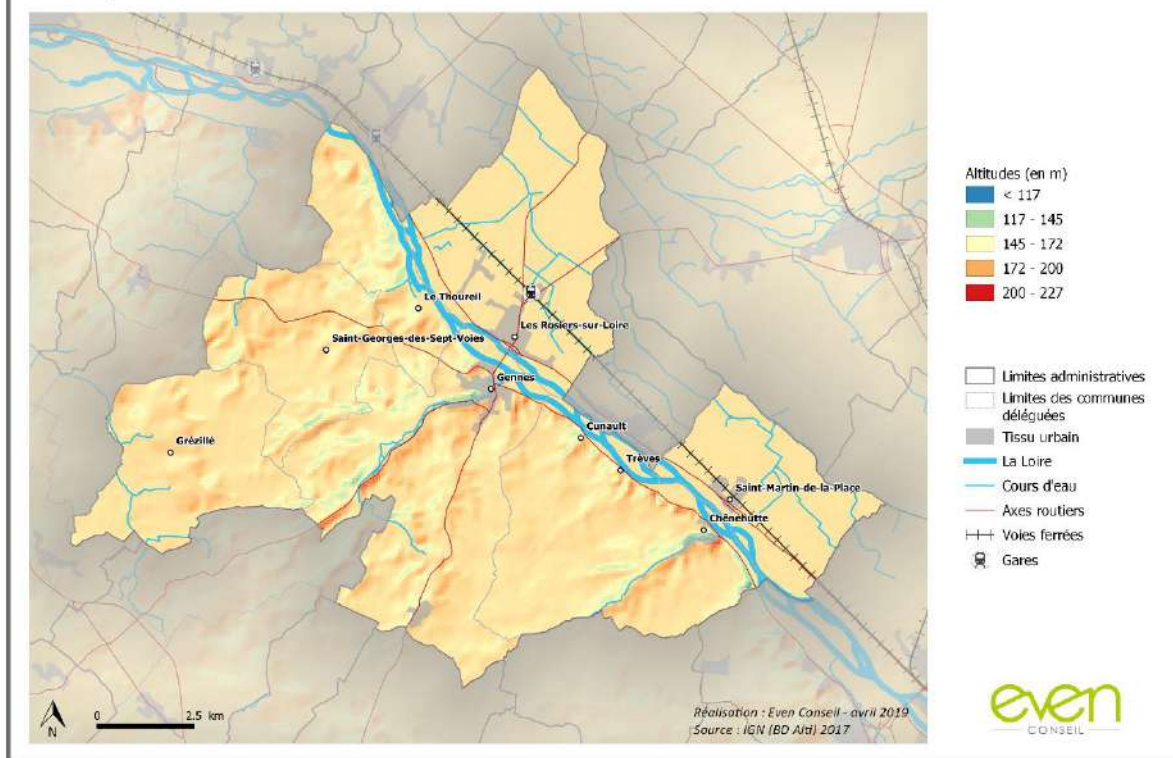 Le Thoureil
Saint-Georges-des-Sept-Voies
Les Rosiers-sur-Loire
Gennes
Grézillé
Cunault
Trèves
Saint-Martin-de-la-Place
Chênehutte
N
0 2.5 km
Réalisation : Even Conseil - avril 2019
Source : IGN (BD Alti) 2017
Altitudes (en m)
< 117
117 - 145
145 - 172
172 - 200
200 - 227
Limites administratives
Limites des communes
déléguées
Tissu urbain
La Loire
Cours d'eau
Axes routiers
Voies ferrées
Gares
even
CONSEIL